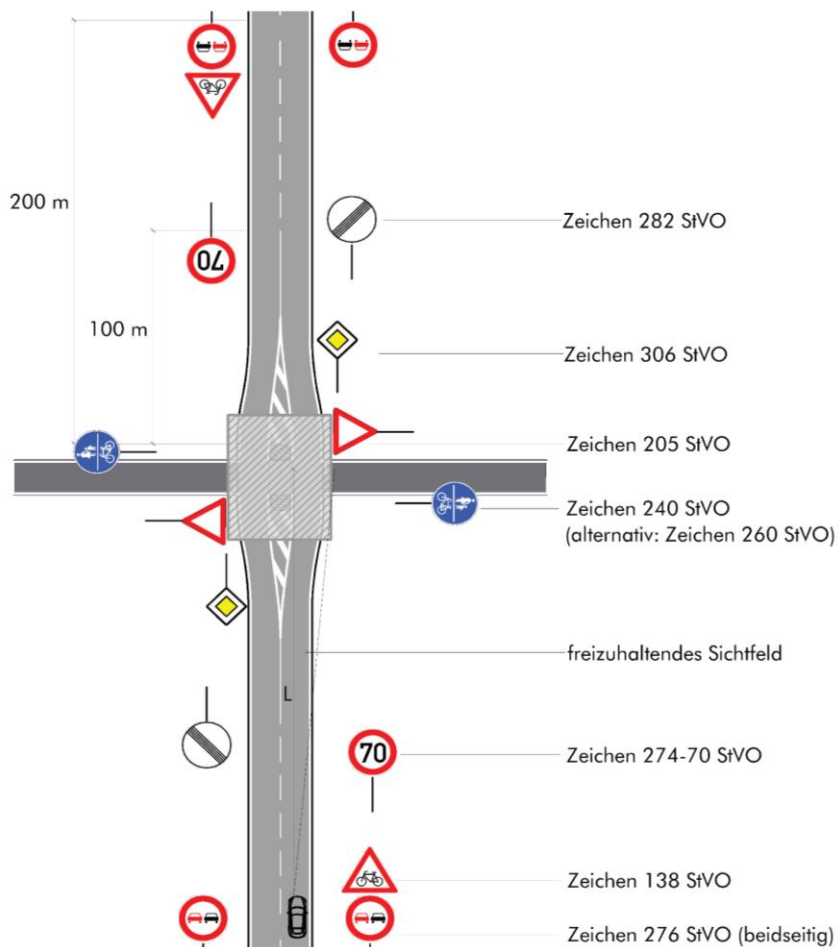 200 m
Zeichen 282 StVO
70
100 m
Zeichen 306 StVO
Zeichen 205 StVO
Zeichen 240 StVO
(alternativ: Zeichen 260 StVO)
freizuhaltendes Sichtfeld
L
70
Zeichen 274-70 StVO
Zeichen 138 StVO
Zeichen 276 StVO (beidseitig)